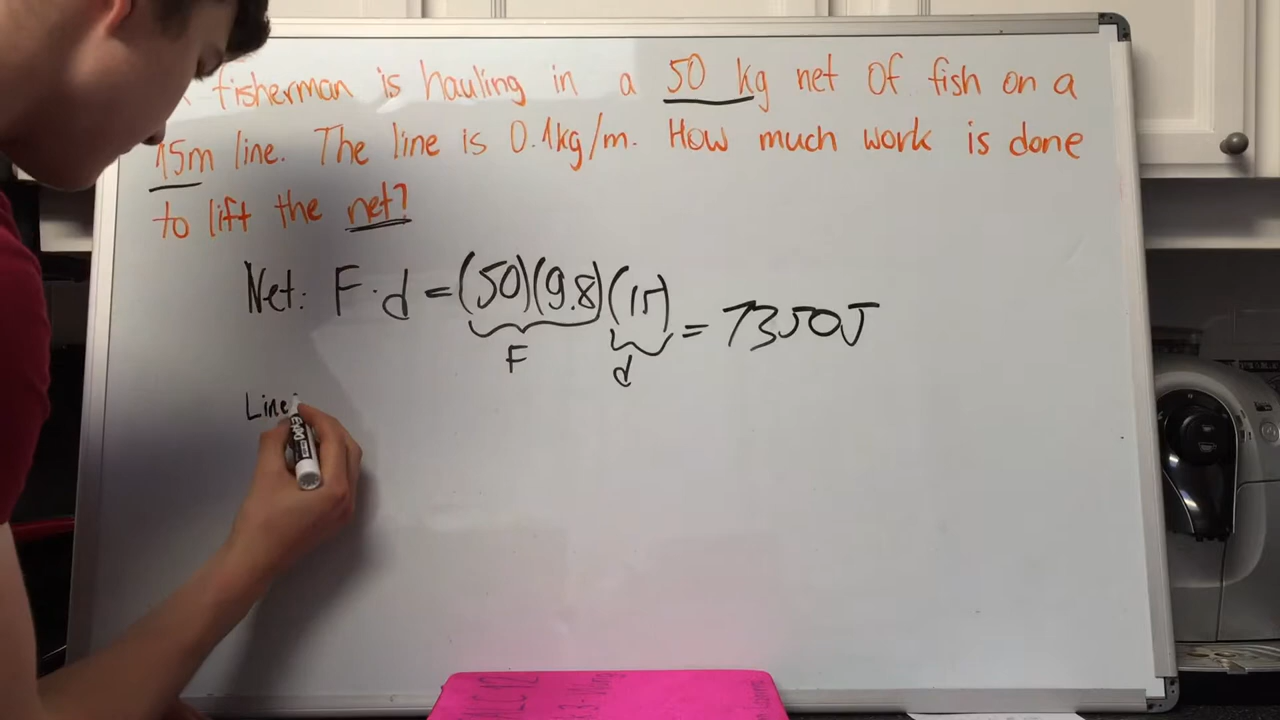 fisherman is hauling in a 50 kg net of fish on a
15m line. The line is 0.1kg/m. How much work is done
to lift the net?
Net: F·d = (50)(9.8)(15) = 7350J
F d
Line